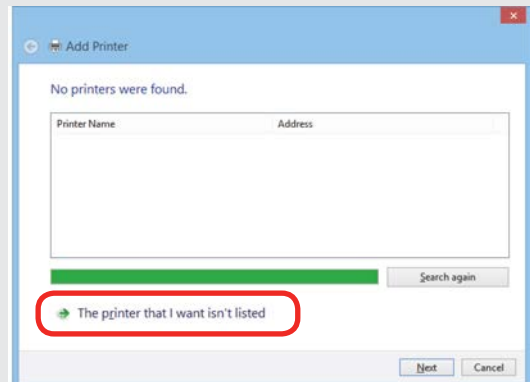 Add Printer
No printers were found.
Printer Name Address
Search again
The printer that I want isn't listed
Next Cancel